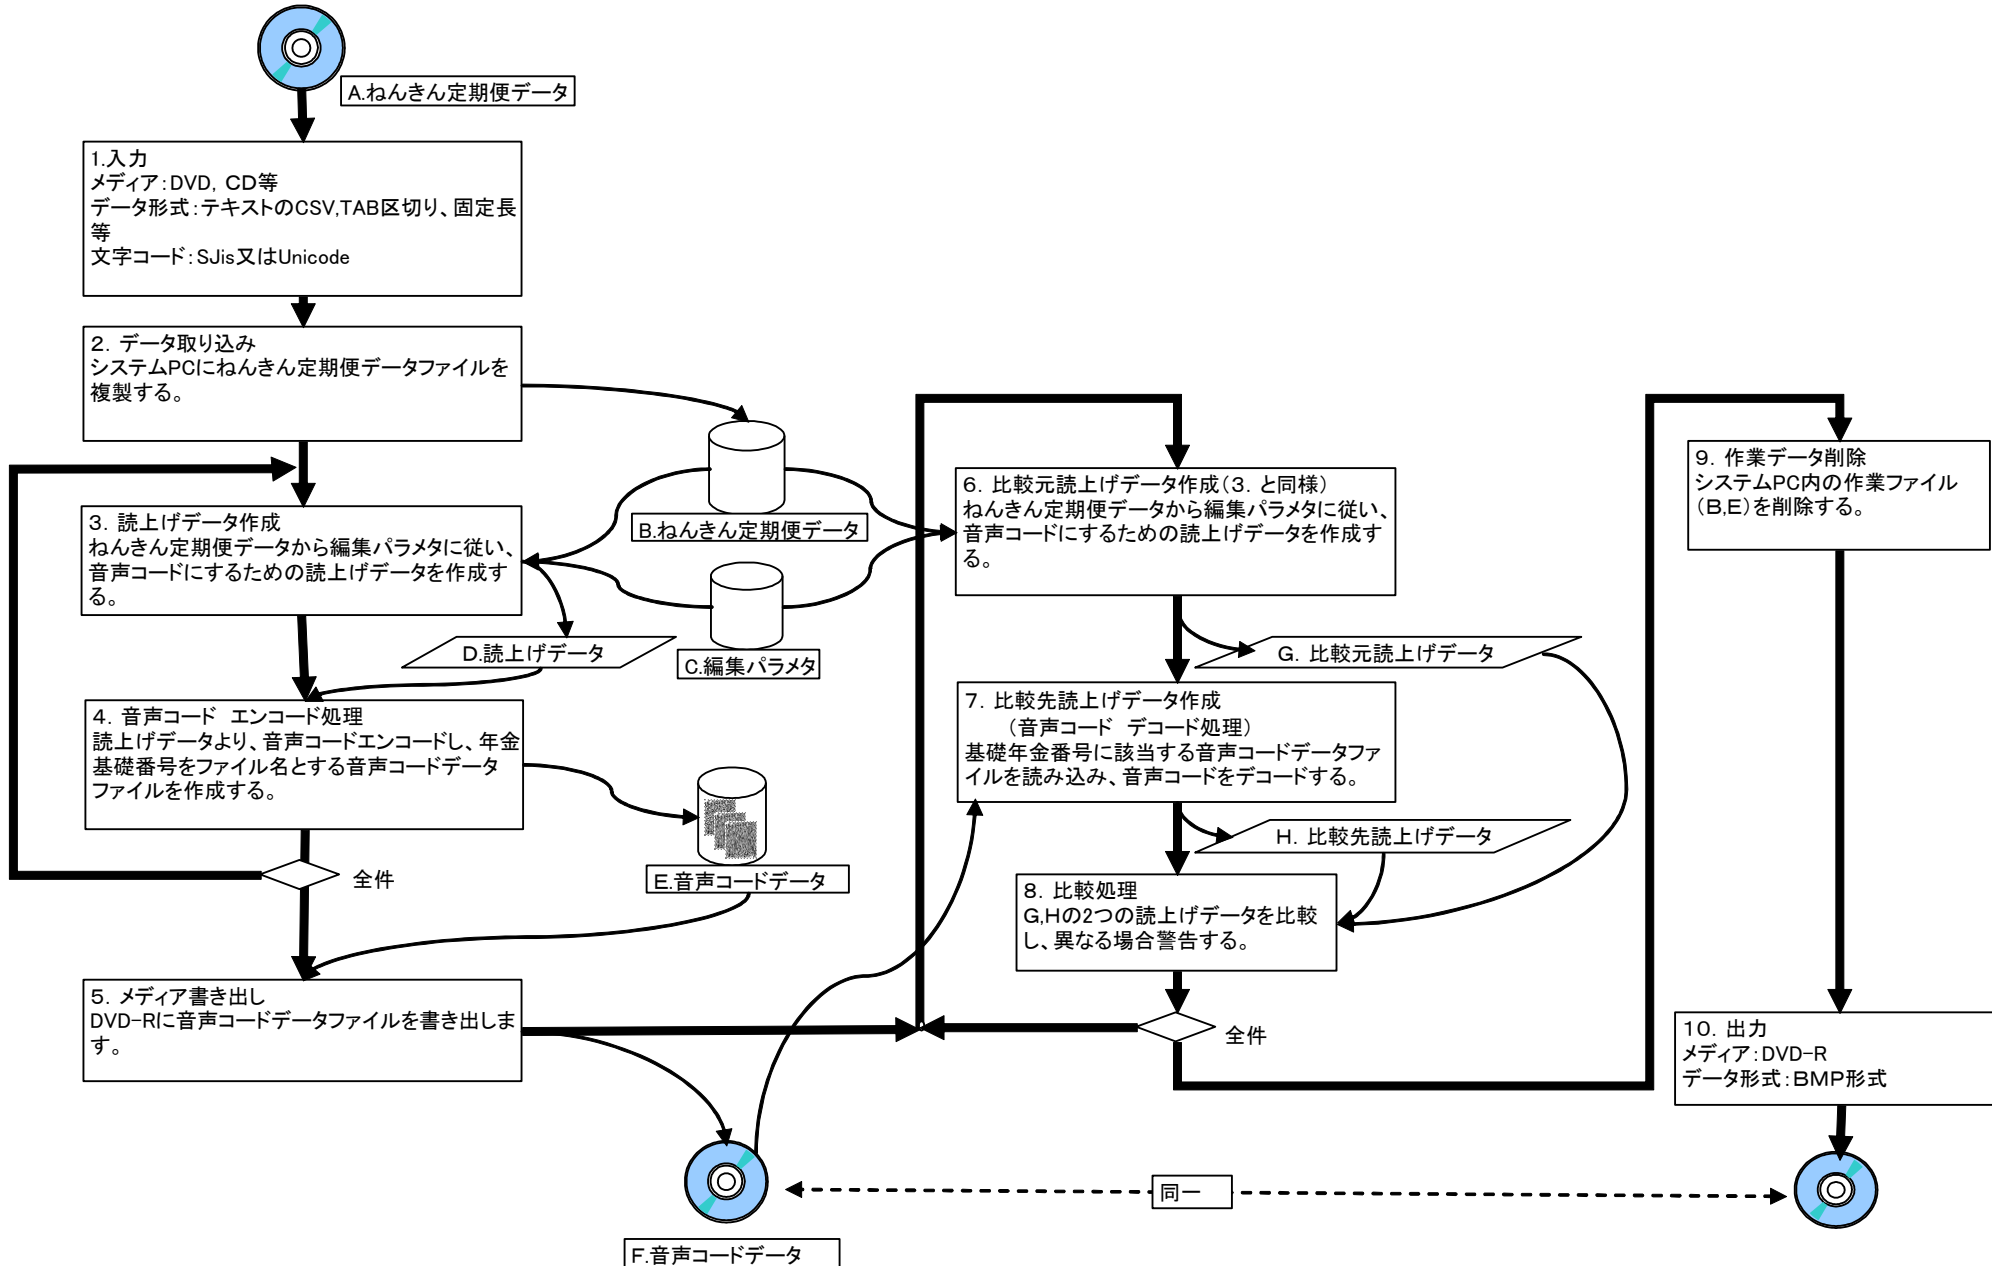 A.ねんきん定期便データ
1.入力
メディア：DVD，CD等
データ形式：テキストのCSV,TAB区切り、固定長
等
文字コード：SJis又はUnicode
2．データ取り込み
システムPCにねんきん定期便データファイルを
複製する。
B.ねんきん定期便データ
3．読上げデータ作成
ねんきん定期便データから編集パラメタに従い、
音声コードにするための読上げデータを作成す
る。
C.編集パラメタ
D.読上げデータ
4．音声コード　エンコード処理
読上げデータより、音声コードエンコードし、年金
基礎番号をファイル名とする音声コードデータ
ファイルを作成する。
E.音声コードデータ
全件
5．メディア書き出し
DVD-Rに音声コードデータファイルを書き出しま
す。
F.音声コードデータ
6．比較元読上げデータ作成（3．と同様）
ねんきん定期便データから編集パラメタに従い、
音声コードにするための読上げデータを作成す
る。
G．比較元読上げデータ
7．比較先読上げデータ作成
（音声コード　デコード処理）
基礎年金番号に該当する音声コードデータファ
イルを読み込み、音声コードをデコードする。
H．比較先読上げデータ
8．比較処理
G,Hの2つの読上げデータを比較
し、異なる場合警告する。
全件
9．作業データ削除
システムPC内の作業ファイル
（B,E）を削除する。
10．出力
メディア：DVD-R
データ形式：BMP形式
同一